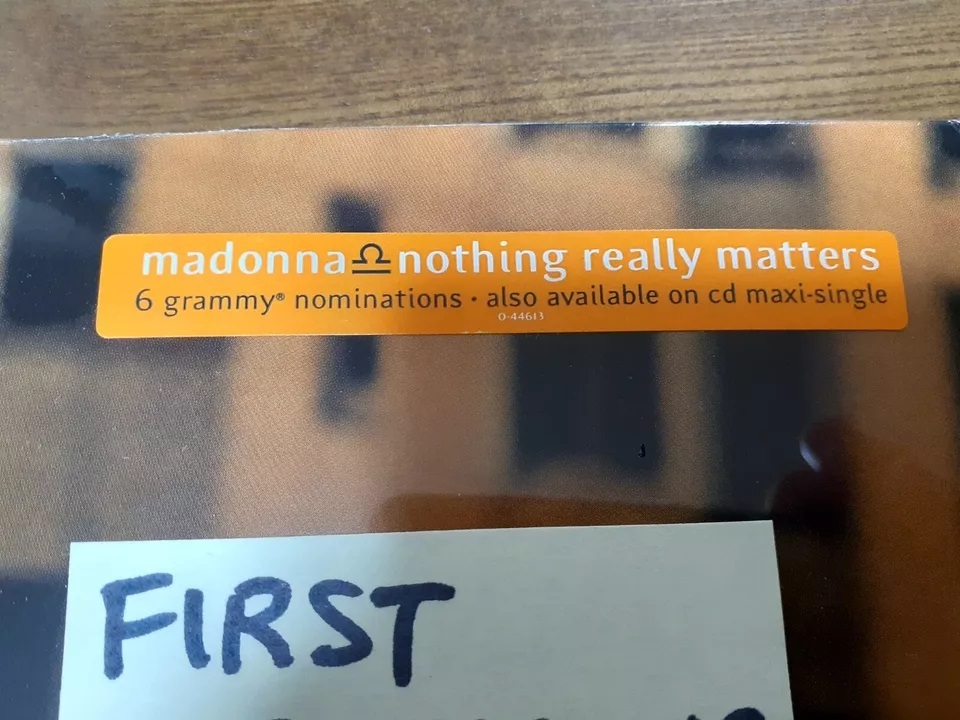 madonna♎nothing really matters
6 grammy® nominations · also available on cd maxi-single
0-44613
FIRST